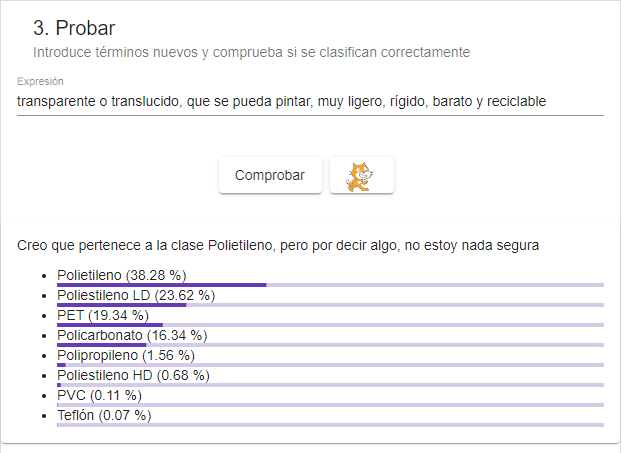 3. Probar
Introduce términos nuevos y comprueba si se clasifican correctamente
Expresión
transparente o translucido, que se pueda pintar, muy ligero, rígido, barato y reciclable
Comprobar
Creo que pertenece a la clase Polietileno, pero por decir algo, no estoy nada segura
• Polietileno (38.28 %)
• Poliestileno LD (23.62 %)
• PET (19.34 %)
• Policarbonato (16.34 %)
• Polipropileno (1.56 %)
• Poliestileno HD (0.68 %)
• PVC (0.11 %)
• Teflón (0.07 %)